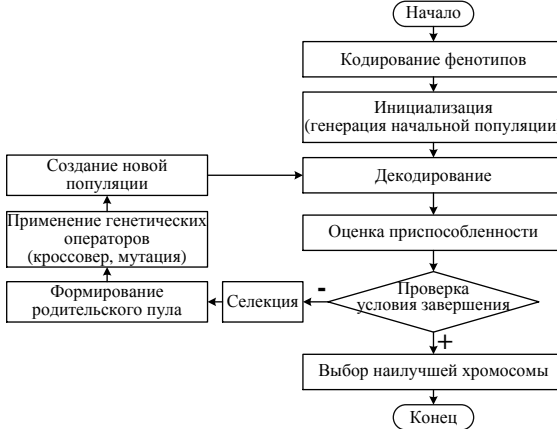 Начало
Кодирование фенотипов
Инициализация
(генерация начальной популяции
Создание новой
популяции
Декодирование
Применение генетических
операторов
(кроссовер, мутация)
Оценка приспособленности
Формирование
родительского пула
Селекция
-
Проверка
условия завершения
+
Выбор наилучшей хромосомы
Конец